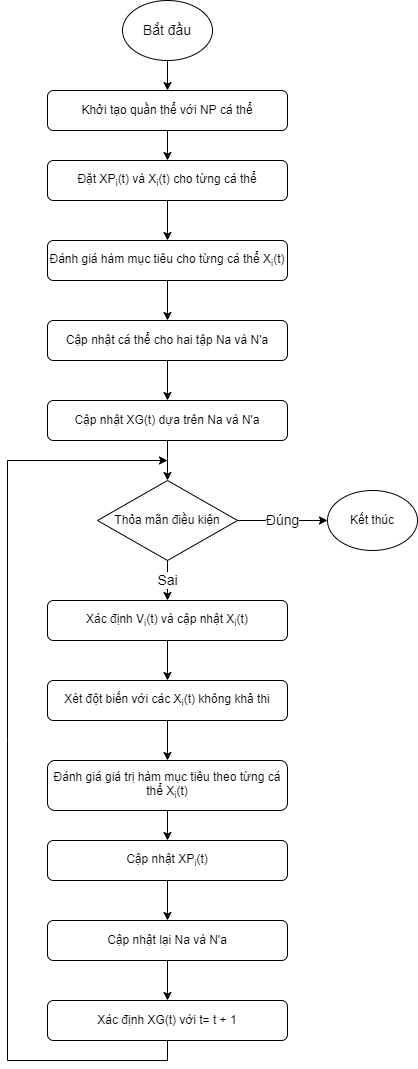 Bắt đầu
Khởi tạo quần thể với NP cá thể
Đặt XPᵢ(t) và Xᵢ(t) cho từng cá thể
Đánh giá hàm mục tiêu cho từng cá thể Xᵢ(t)
Cập nhật cá thể cho hai tập Na và N'a
Cập nhật XG(t) dựa trên Na và N'a
Thỏa mãn điều kiện
Đúng
Kết thúc
Sai
Xác định Vᵢ(t) và cập nhật Xᵢ(t)
Xét đột biến với các Xᵢ(t) không khả thi
Đánh giá giá trị hàm mục tiêu theo từng cá
thể Xᵢ(t)
Cập nhật XPᵢ(t)
Cập nhật lại Na và N'a
Xác định XG(t) với t= t + 1